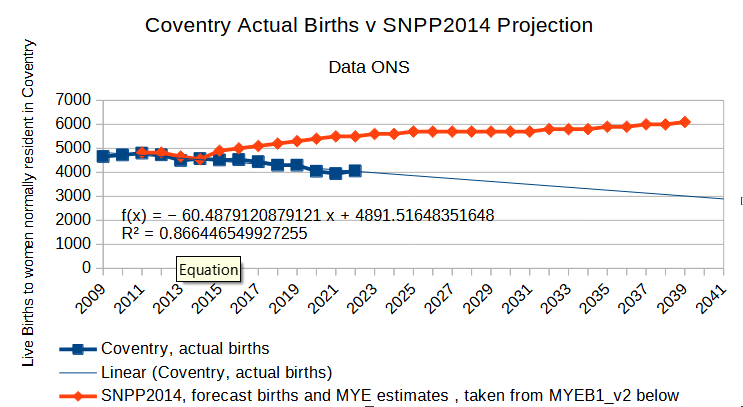 Coventry Actual Births v SNPP2014 Projection
Data ONS
Live Births to women normally resident in Coventry
7000
6000
5000
4000
3000
2000
1000
0
f(x) = − 60.4879120879121 x + 4891.51648351648
R² = 0.866446549927255
Equation
2009
2011
2013
2015
2017
2019
2021
2023
2025
2027
2029
2031
2033
2035
2037
2039
2041
Coventry, actual births
Linear (Coventry, actual births)
SNPP2014, forecast births and MYE estimates , taken from MYEB1_v2 below